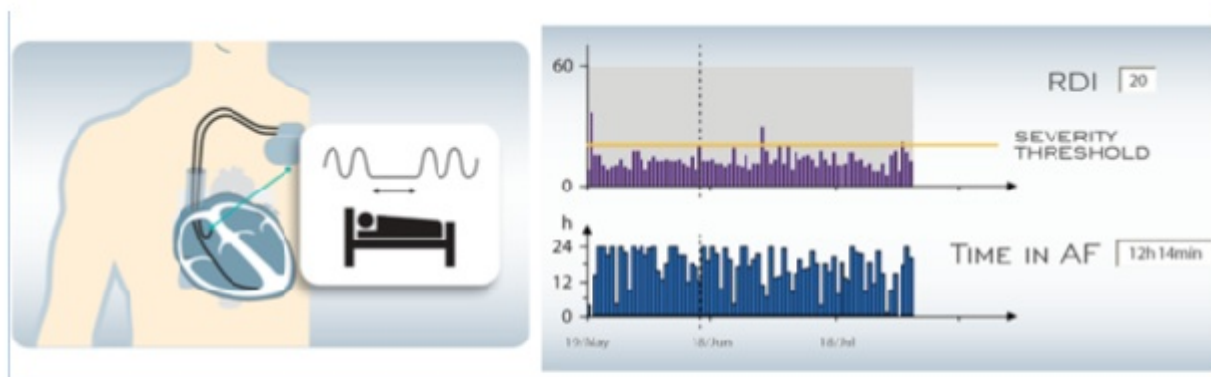 60
RDI 20
SEVERITY
THRESHOLD
0
h
24
TIME IN AF 12h 14min
12
0
19/May 18/Jun 18/Jul